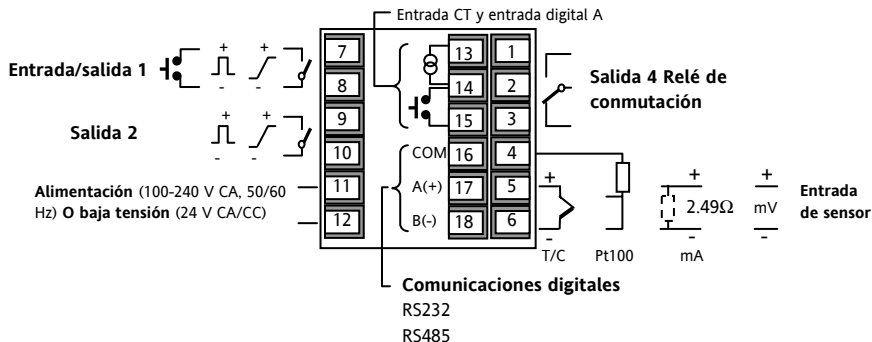 Entrada CT y entrada digital A
Entrada/salida 1
+ +
- -
7 13 1
8 14 2
9 15 3
10 COM 16 4
11 A(+) 17 5
12 B(-) 18 6
Salida 4 Relé de
conmutación
Salida 2
+ +
- -
Alimentación (100-240 V CA, 50/60
Hz) O baja tensión (24 V CA/CC)
+ + +
2.49Ω mV
- - -
T/C Pt100 mA
Entrada
de sensor
Comunicaciones digitales
RS232
RS485